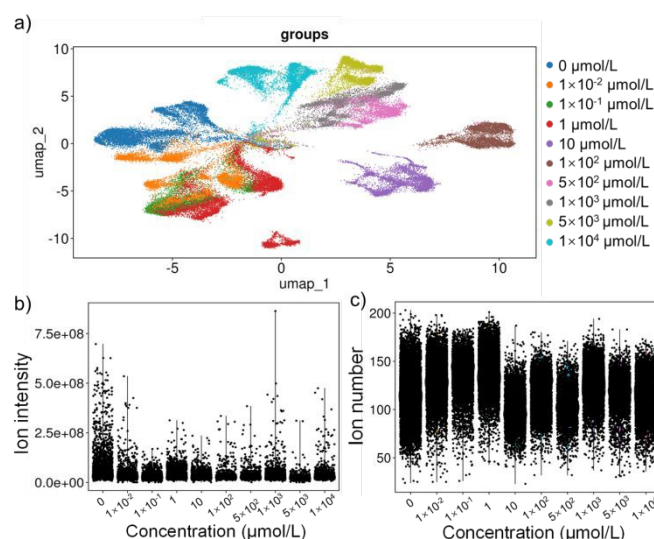 a)
groups
10
5
0
-5
-10
umap_2
-5
0
5
10
umap_1
0 μmol/L
1×10-2 μmol/L
1×10-1 μmol/L
1 μmol/L
10 μmol/L
1×10² μmol/L
5×10² μmol/L
1×10³ μmol/L
5×10³ μmol/L
1×10⁴ μmol/L
b)
Ion intensity
7.5e+08
5.0e+08
2.5e+08
0.0e+00
0
1×10-2
1×10-1
1
10
1×10²
5×10²
1×10³
5×10³
1×10⁴
Concentration (μmol/L)
c)
Ion number
200
150
100
50
0
1×10-2
1×10-1
1
10
1×10²
5×10²
1×10³
5×10³
Concentration (μmol/L)